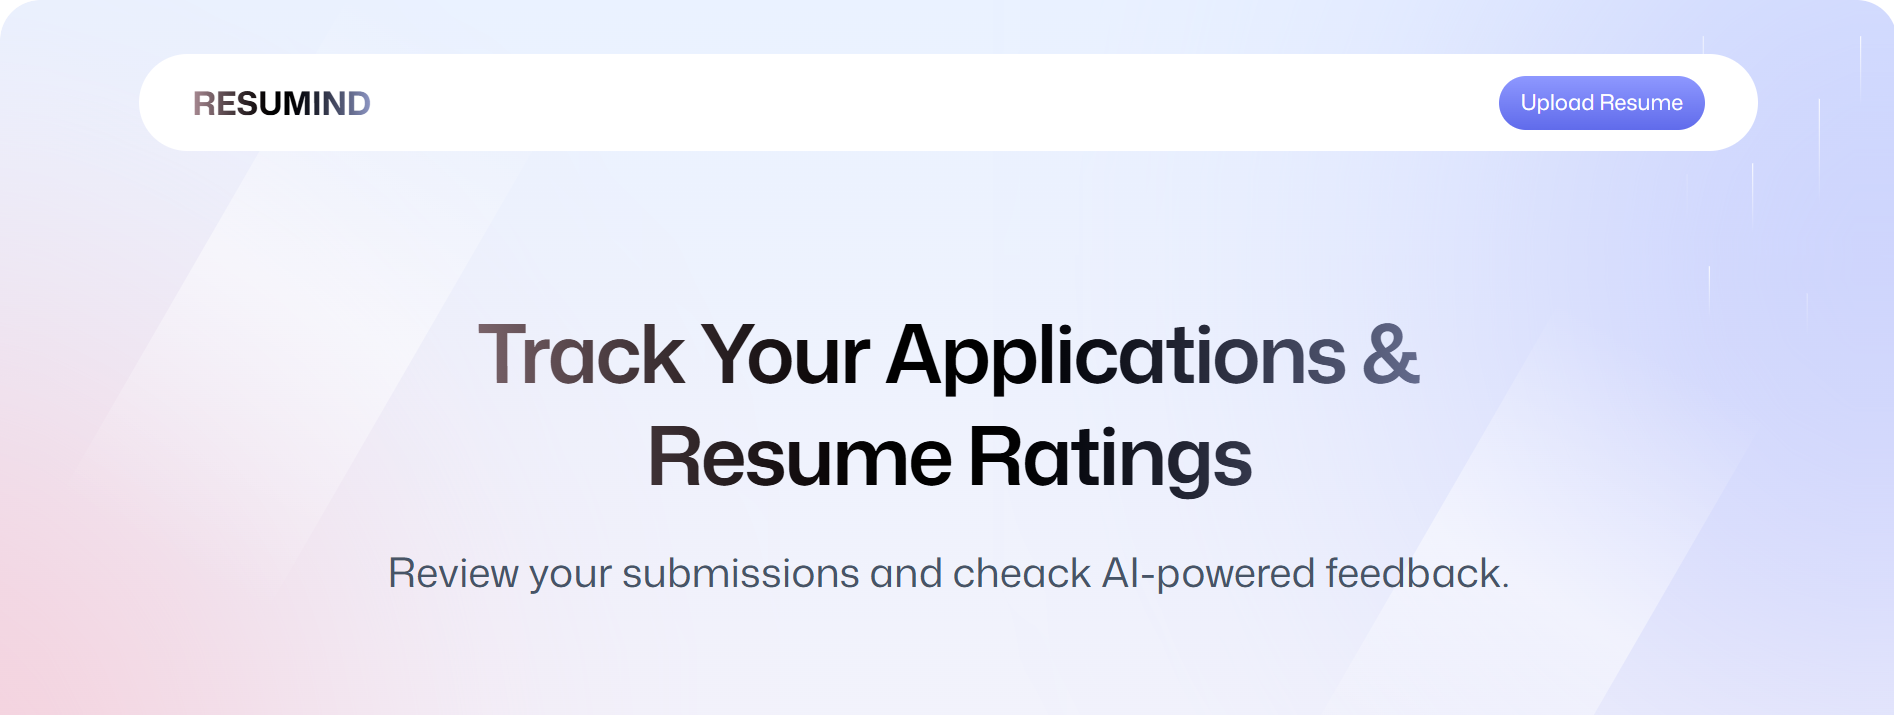 RESUMIND
Upload Resume
Track Your Applications &
Resume Ratings
Review your submissions and cheack AI-powered feedback.